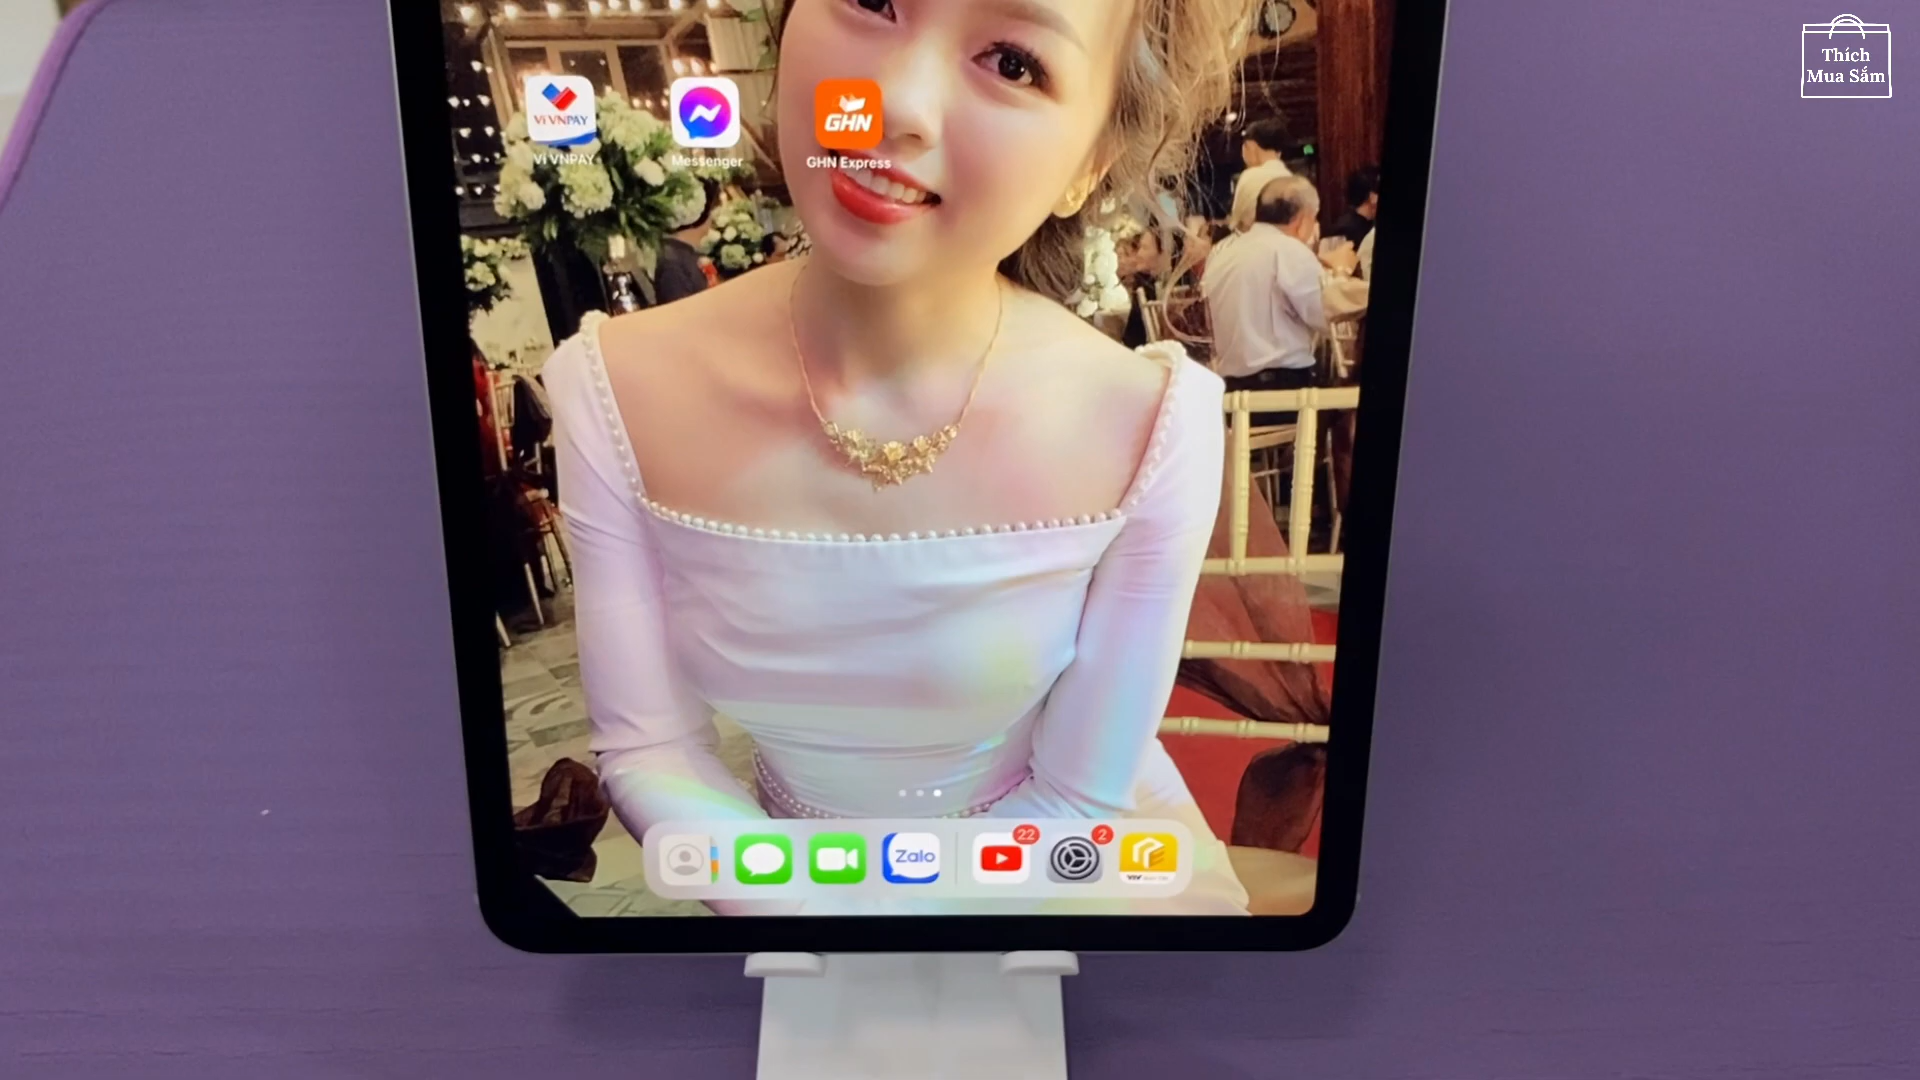 Thích
Mua Sắm
Ví VNPAY
GHN
Ví VNPAY
Messenger
GHN Express
22
2
Zalo